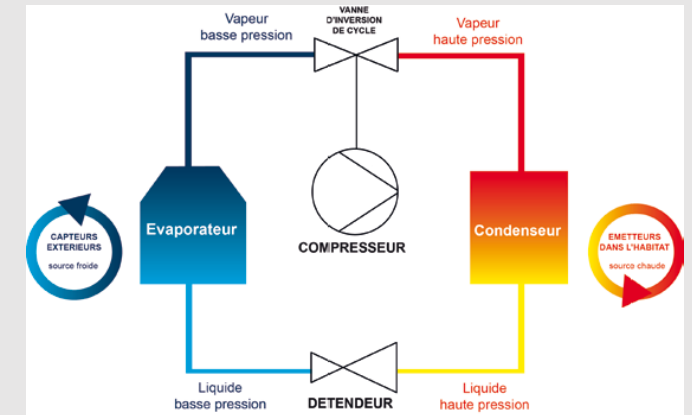 Vapeur
basse pression
VANNE
D'INVERSION
DE CYCLE
Vapeur
haute pression
CAPTEURS
EXTERIEURS
source froide
Evaporateur
COMPRESSEUR
Condenseur
EMETTEURS
DANS L'HABITAT
source chaude
Liquide
basse pression
DETENDEUR
Liquide
haute pression